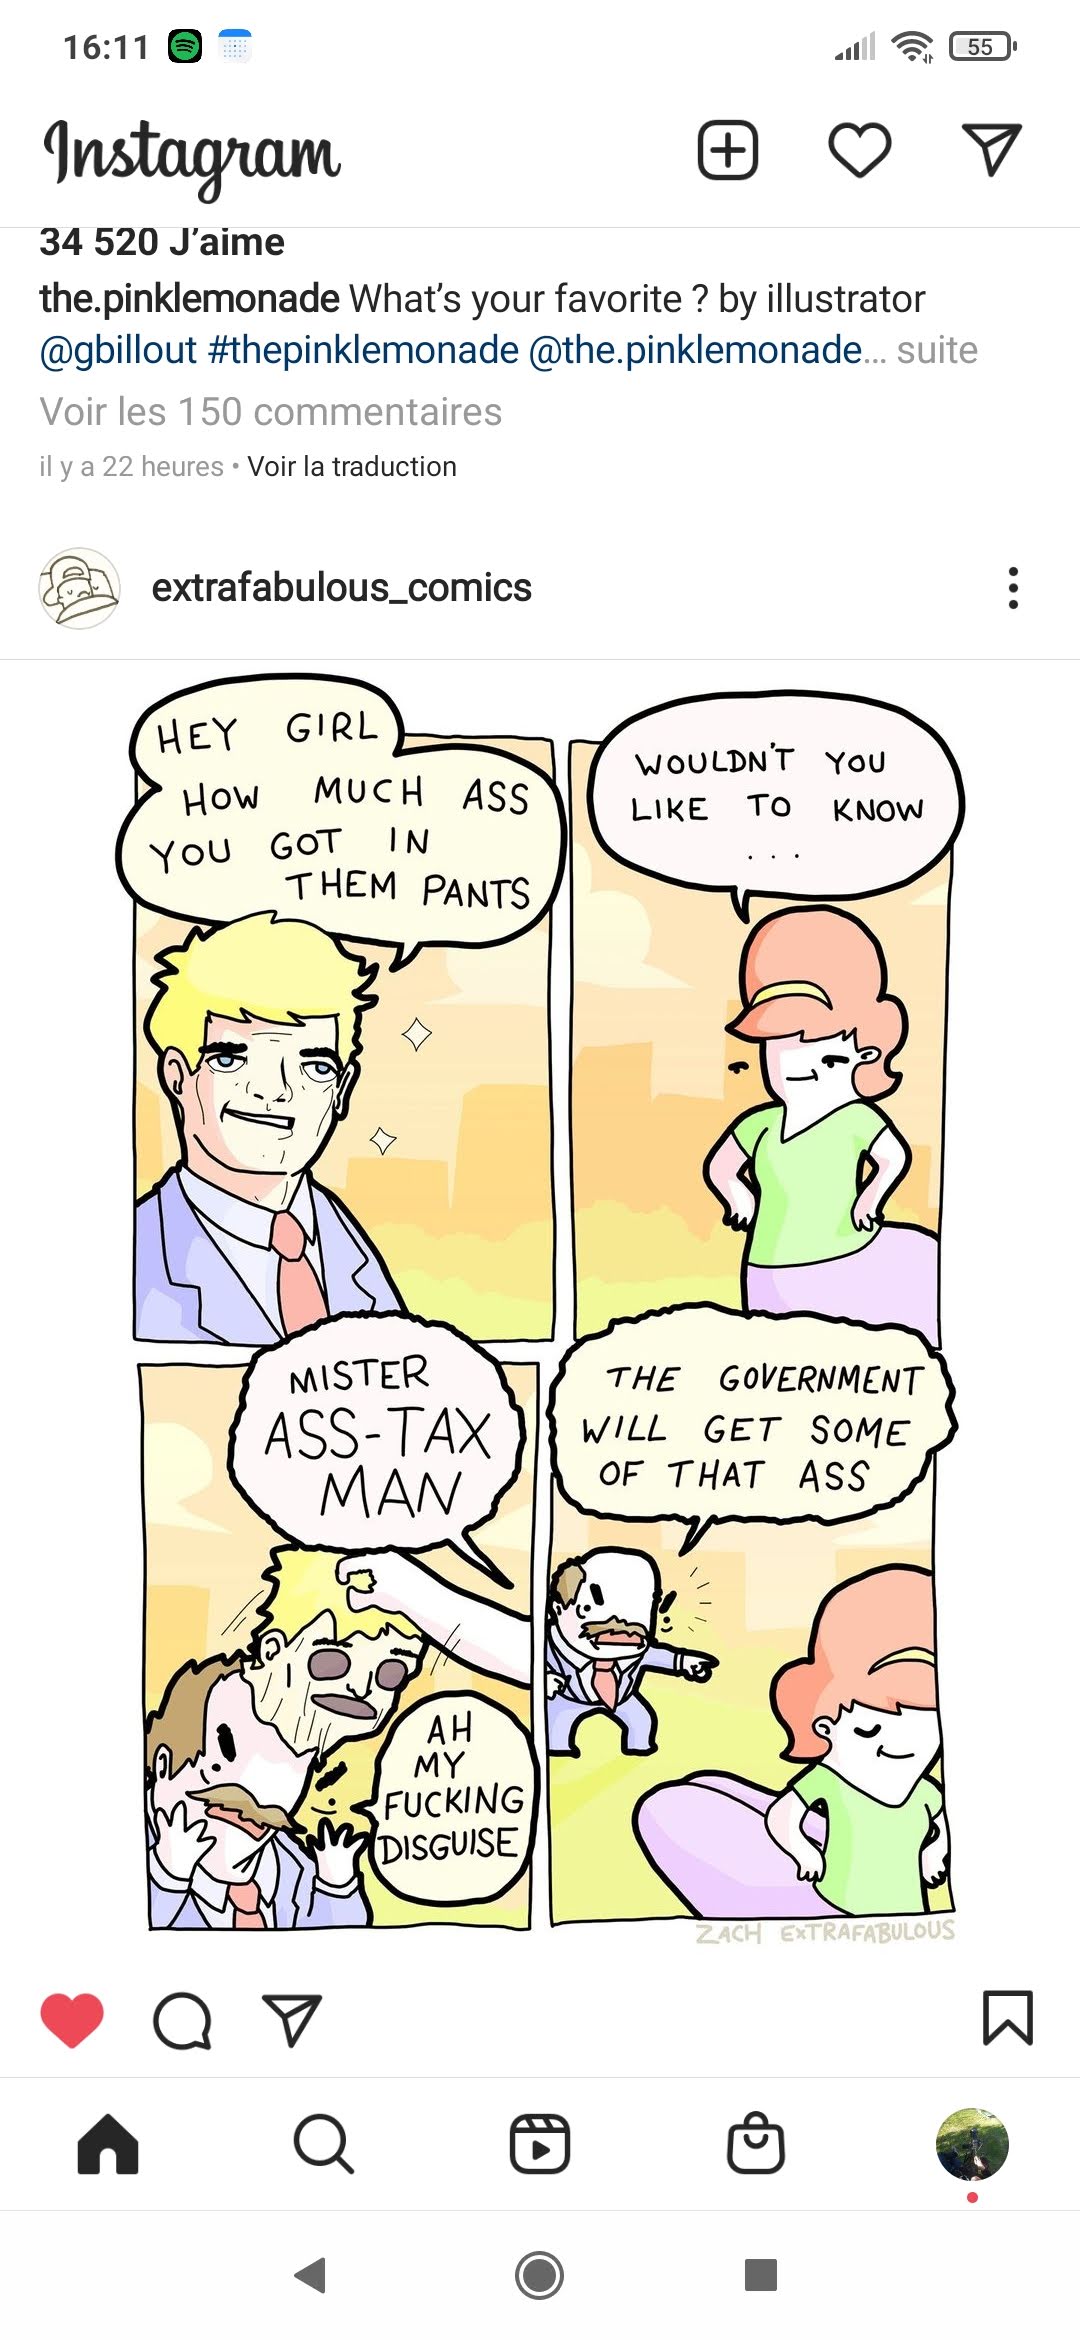 16:11
55
Instagram
34 520 J’aime
the.pinklemonade What’s your favorite ? by illustrator
@gbillout #thepinklemonade @the.pinklemonade... suite
Voir les 150 commentaires
il y a 22 heures • Voir la traduction
extrafabulous_comics
HEY GIRL
HOW MUCH ASS
YOU GOT IN
THEM PANTS
WOULDN'T YOU
LIKE TO KNOW
...
MISTER
ASS-TAX
MAN
AH
MY
FUCKING
DISGUISE
THE GOVERNMENT
WILL GET SOME
OF THAT ASS
ZACH EXTRAFABULOUS